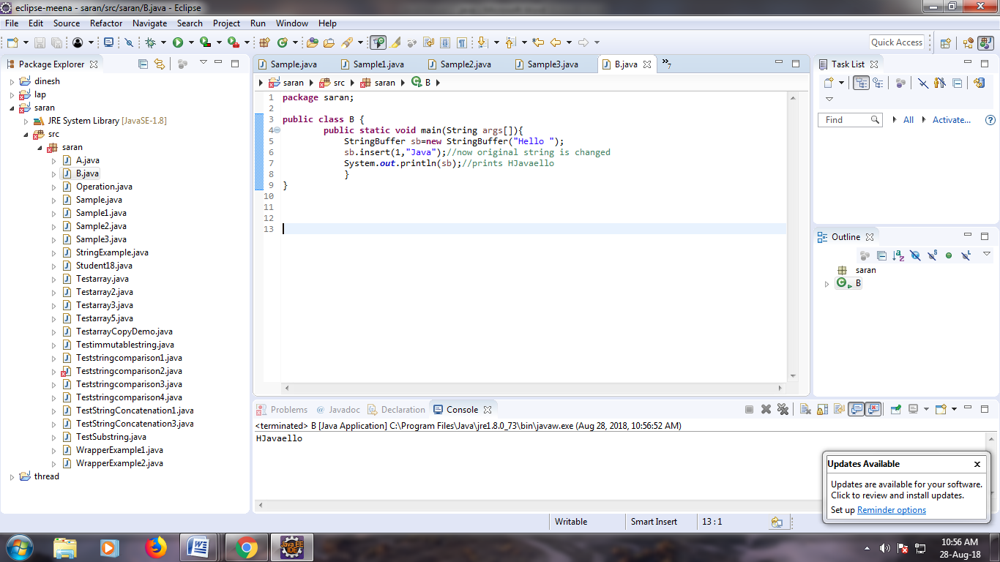 eclipse-meena - saran/src/saran/B.java - Eclipse
File Edit Source Refactor Navigate Search Project Run Window Help
Quick Access
Package Explorer
dinesh
lap
saran
JRE System Library [JavaSE-1.8]
src
saran
A.java
B.java
Operation.java
Sample.java
Sample1.java
Sample2.java
Sample3.java
StringExample.java
Student18.java
Testarray.java
Testarray2.java
Testarray3.java
Testarray5.java
TestarrayCopyDemo.java
Testimmutablestring.java
Teststringcomparison1.java
Teststringcomparison2.java
Teststringcomparison3.java
Teststringcomparison4.java
TestStringConcatenation1.java
TestStringConcatenation3.java
TestSubstring.java
WrapperExample1.java
WrapperExample2.java
thread
Sample.java Sample1.java Sample2.java Sample3.java B.java »7
saran src saran B
1 package saran;
2
3 public class B {
4 public static void main(String args[]){
5 StringBuffer sb=new StringBuffer("Hello ");
6 sb.insert(1,"Java");//now original string is changed
7 System.out.println(sb);//prints HJavaello
8 }
9 }
10
11
12
13
Task List
Find All Activate...
Outline
saran
B
Problems @ Javadoc Declaration Console
<terminated> B [Java Application] C:\Program Files\Java\jre1.8.0_73\bin\javaw.exe (Aug 28, 2018, 10:56:52 AM)
HJavaello
Updates Available
Updates are available for your software.
Click to review and install updates.
Set up Reminder options
Writable Smart Insert 13 : 1
Java EE
IDE
10:56 AM
28-Aug-18